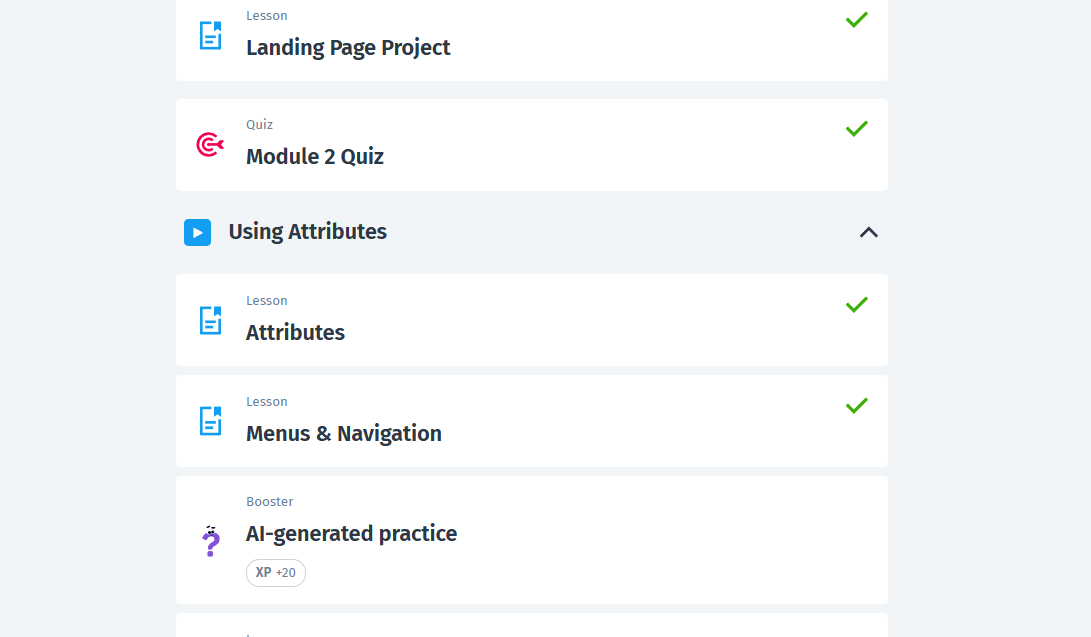 Lesson
Landing Page Project
Quiz
Module 2 Quiz
Using Attributes
Lesson
Attributes
Lesson
Menus & Navigation
Booster
AI-generated practice
XP +20